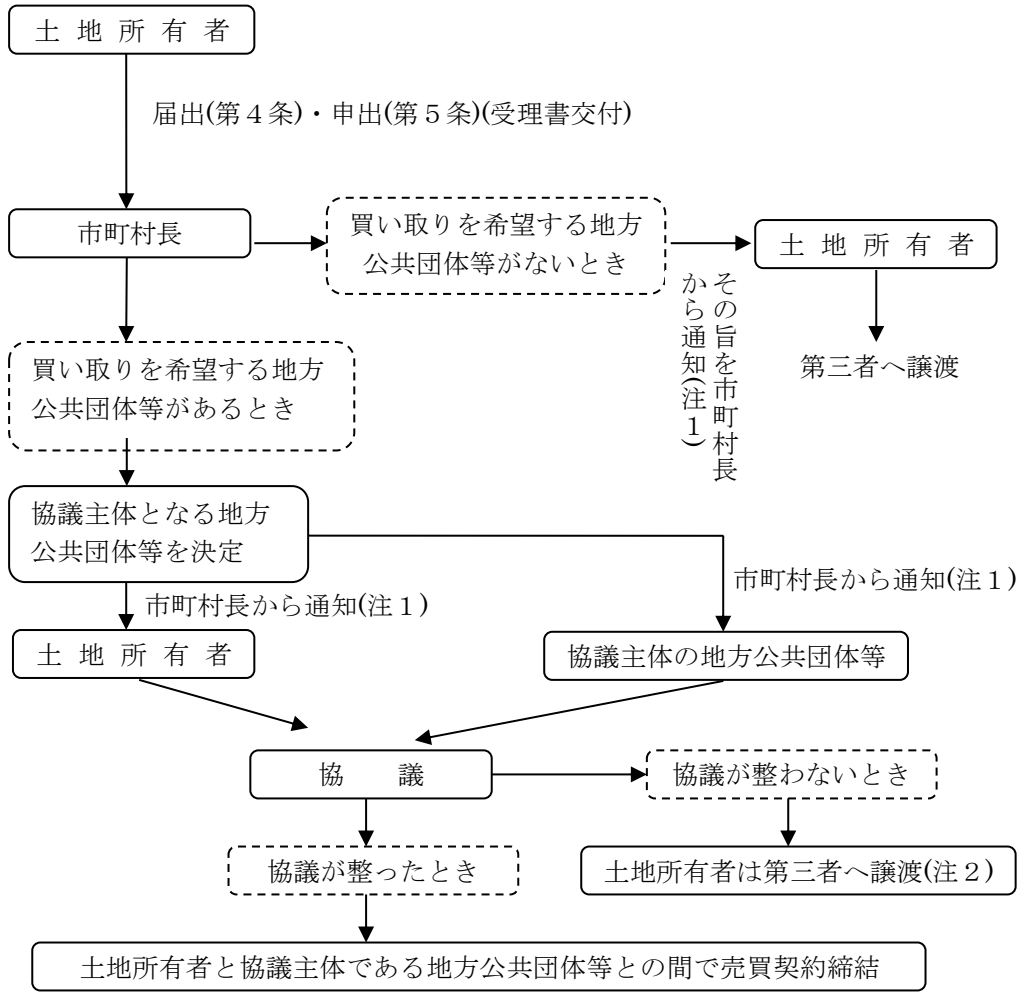 土地所有者
届出(第４条)・申出(第５条)(受理書交付)
市町村長
買い取りを希望する地方
公共団体等がないとき
土地所有者
その旨を市町村長
から通知(注１)
第三者へ譲渡
買い取りを希望する地方
公共団体等があるとき
協議主体となる地方
公共団体等を決定
市町村長から通知(注１)
市町村長から通知(注１)
土地所有者
協議主体の地方公共団体等
協議
協議が整わないとき
協議が整ったとき
土地所有者は第三者へ譲渡(注２)
土地所有者と協議主体である地方公共団体等との間で売買契約締結